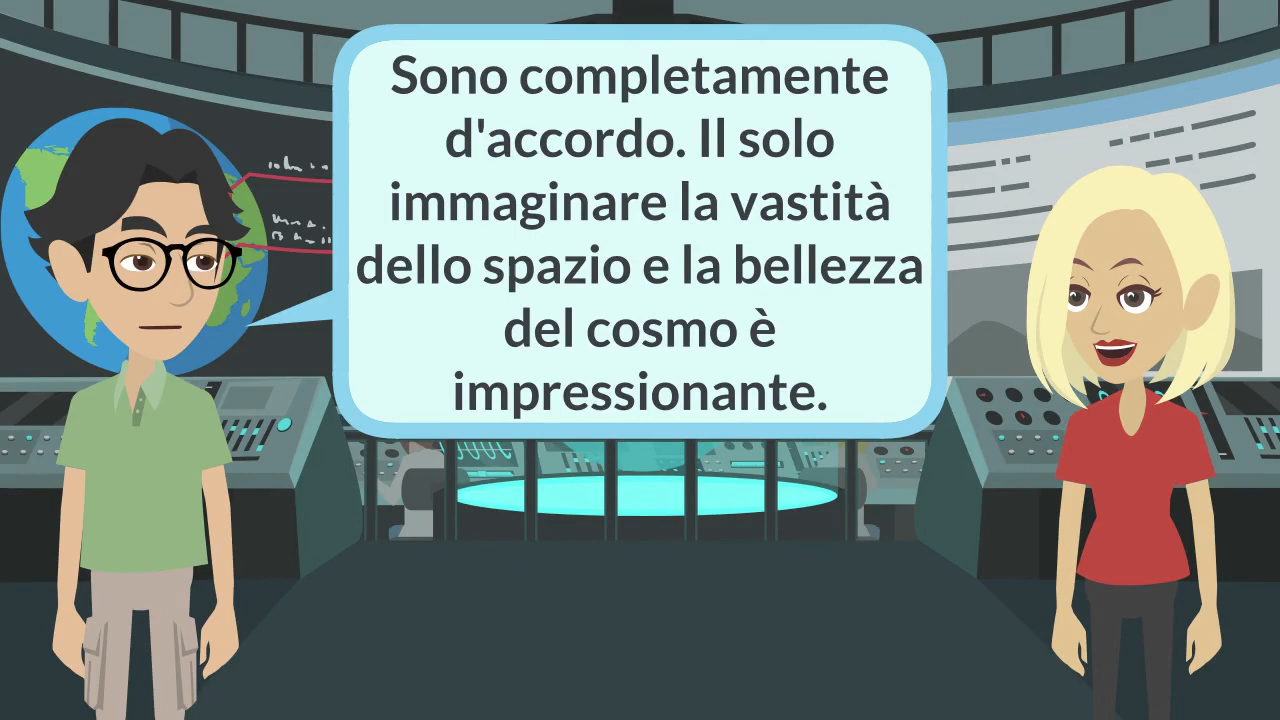 Sono completamente
d'accordo. Il solo
immaginare la vastità
dello spazio e la bellezza
del cosmo è
impressionante.